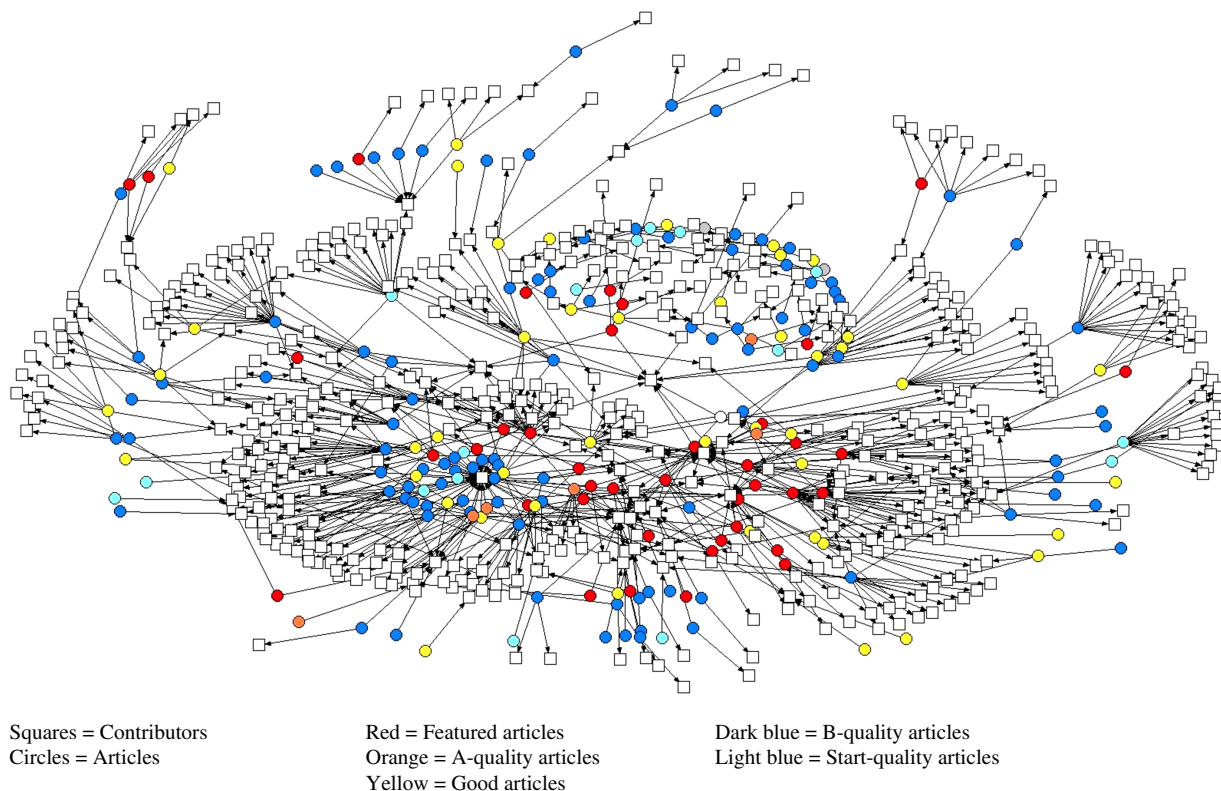 Squares = Contributors
Circles = Articles
Red = Featured articles
Orange = A-quality articles
Yellow = Good articles
Dark blue = B-quality articles
Light blue = Start-quality articles